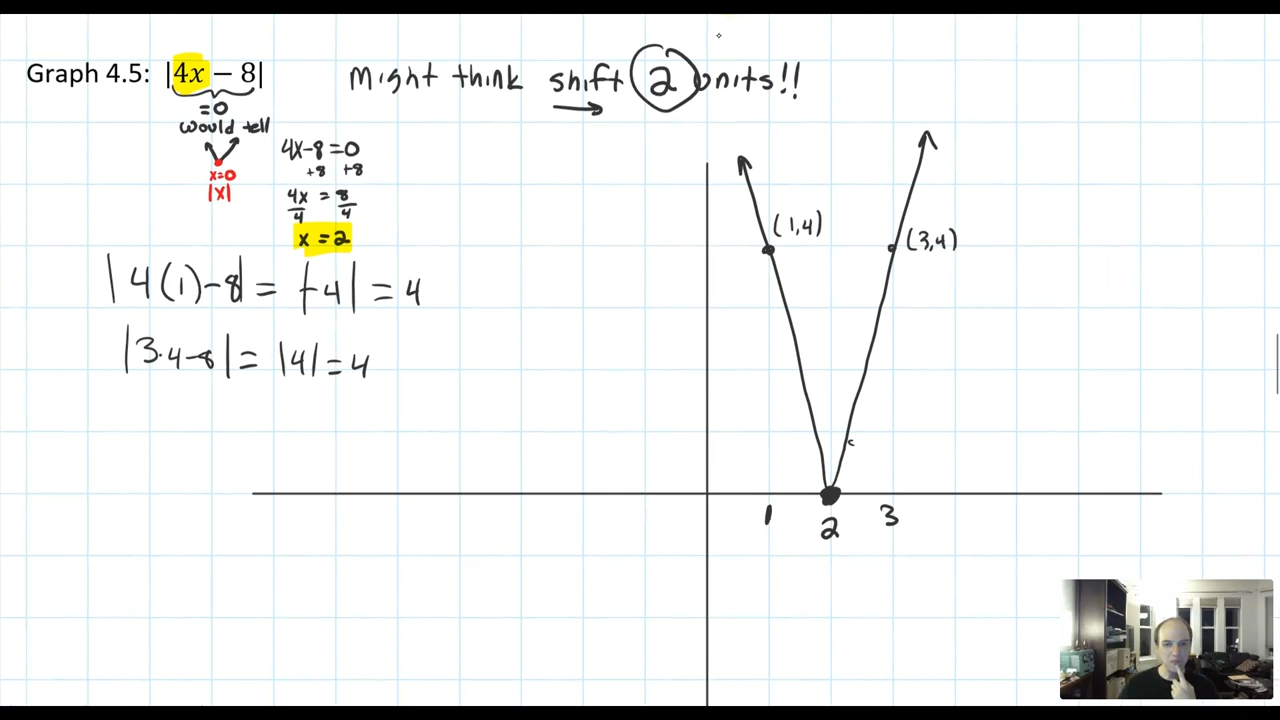 Graph 4.5: |4x − 8|
Might think shift 2 units!!
=0
would tell
x=0
|x|
4x-8=0
+8 +8
4x = 8
4 4
x = 2
|4(1)-8| = |-4| = 4
|3·4-8| = |4| = 4
(1,4)
(3,4)
1 2 3